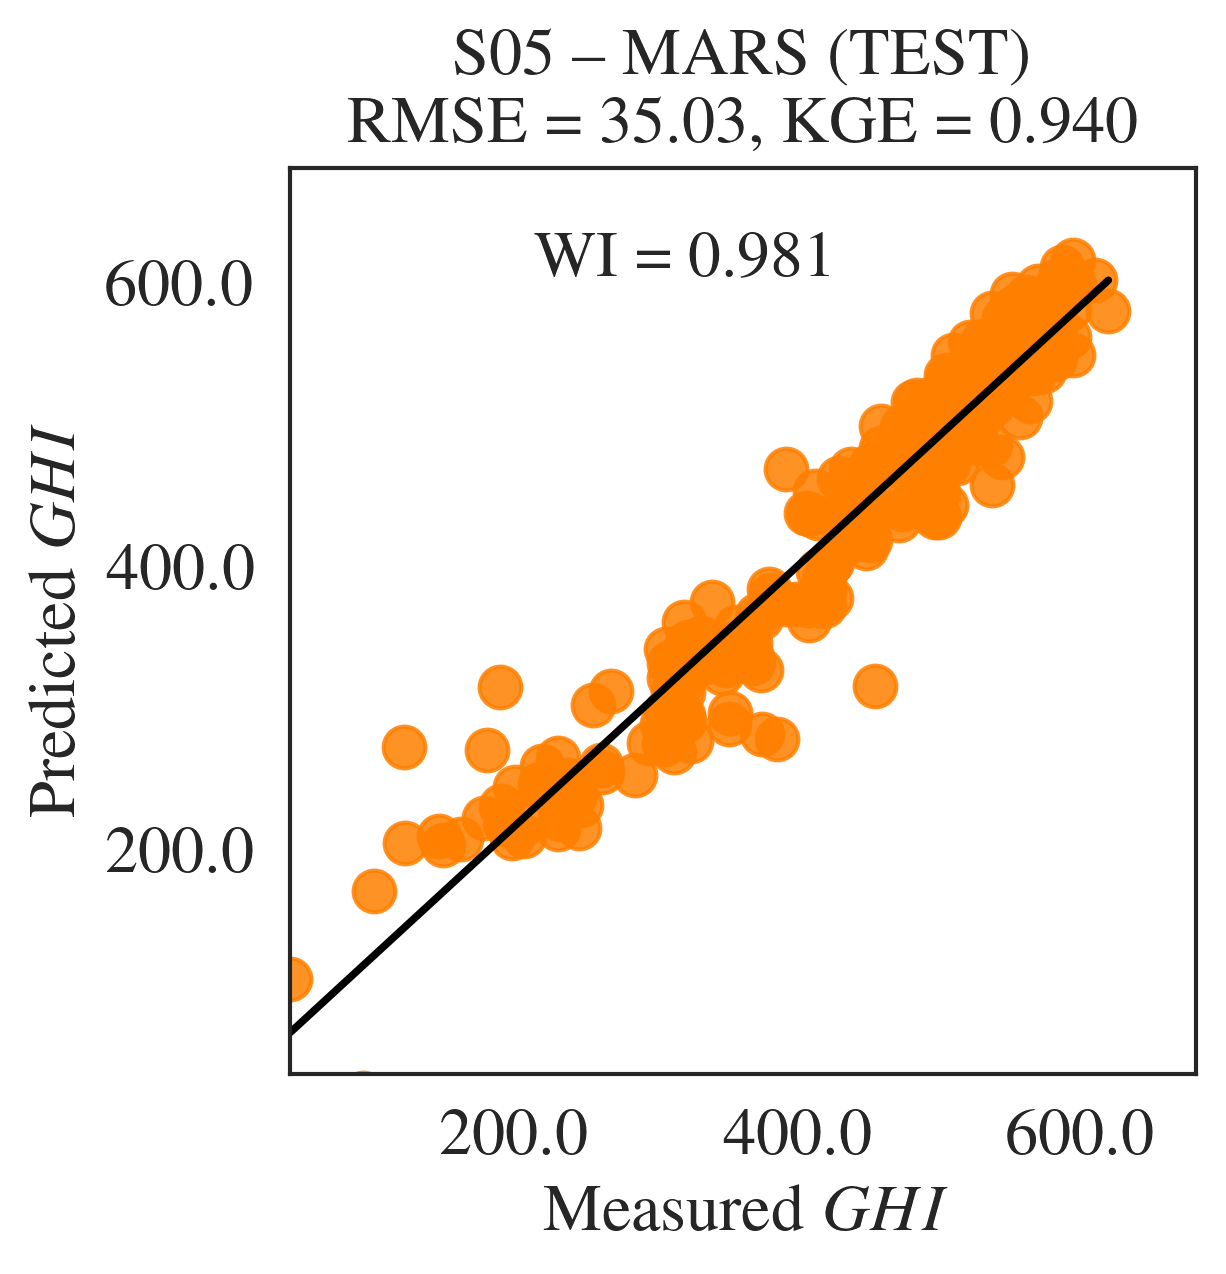 S05 – MARS (TEST)
RMSE = 35.03, KGE = 0.940
WI = 0.981
600.0
400.0
200.0
Predicted GHI
200.0 400.0 600.0
Measured GHI